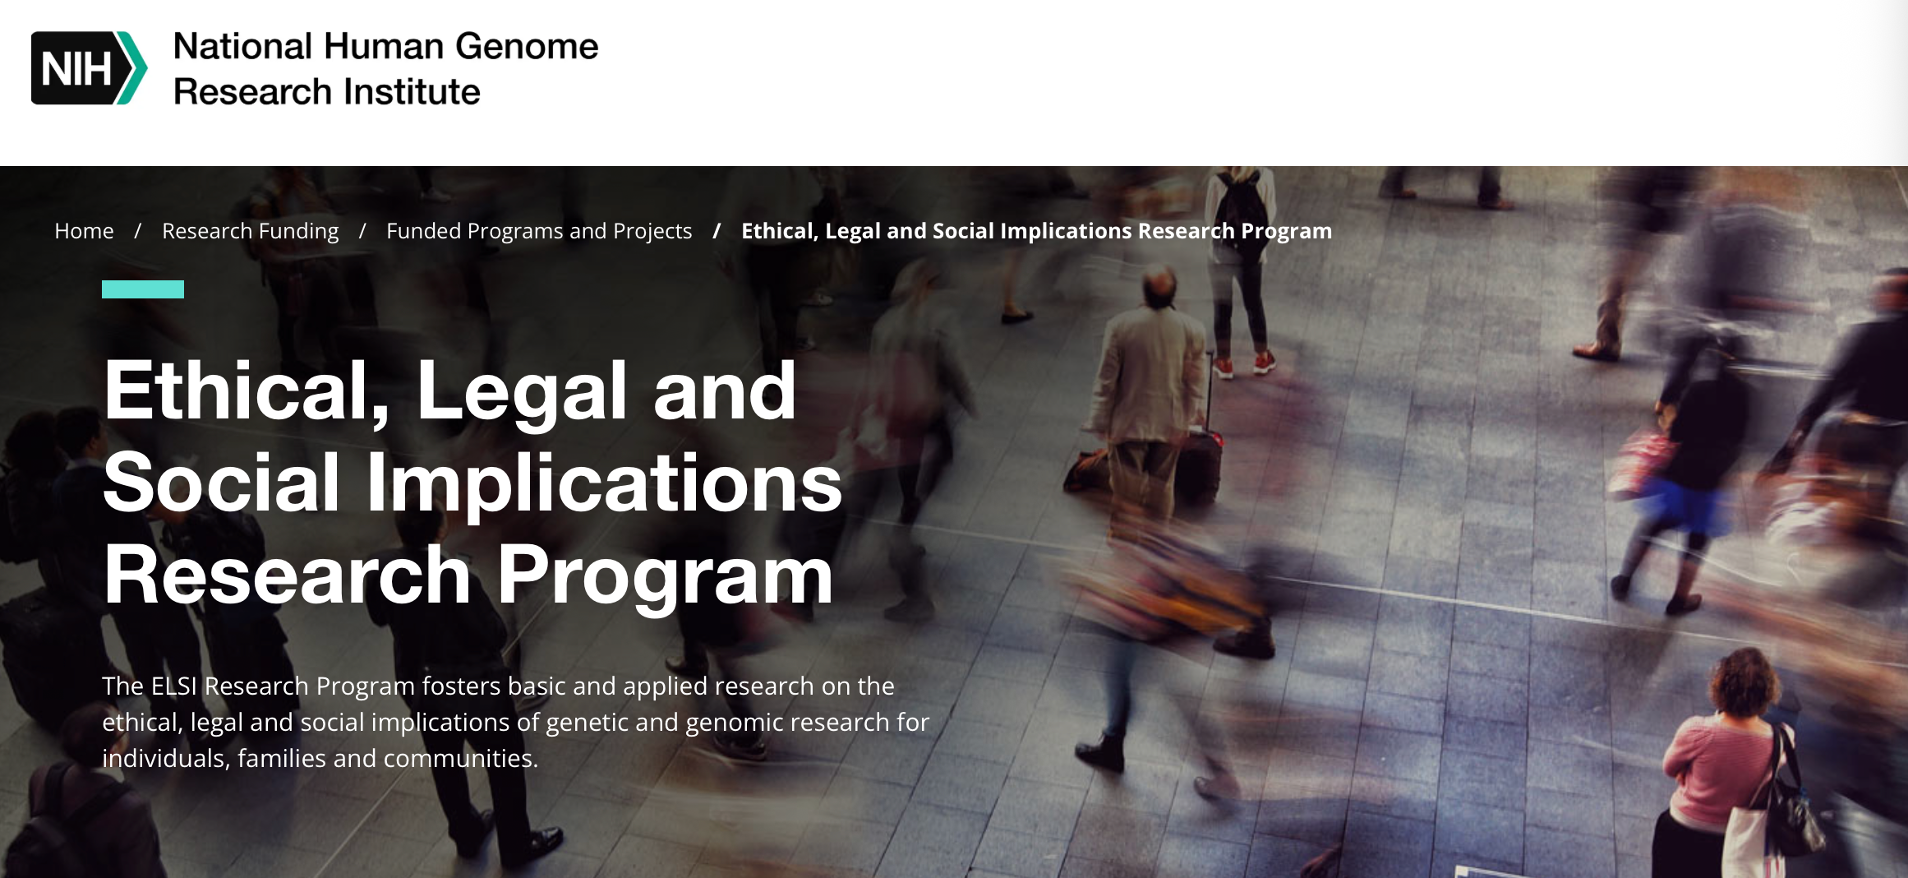 NIH
National Human Genome
Research Institute
Home / Research Funding / Funded Programs and Projects / Ethical, Legal and Social Implications Research Program
Ethical, Legal and
Social Implications
Research Program
The ELSI Research Program fosters basic and applied research on the
ethical, legal and social implications of genetic and genomic research for
individuals, families and communities.